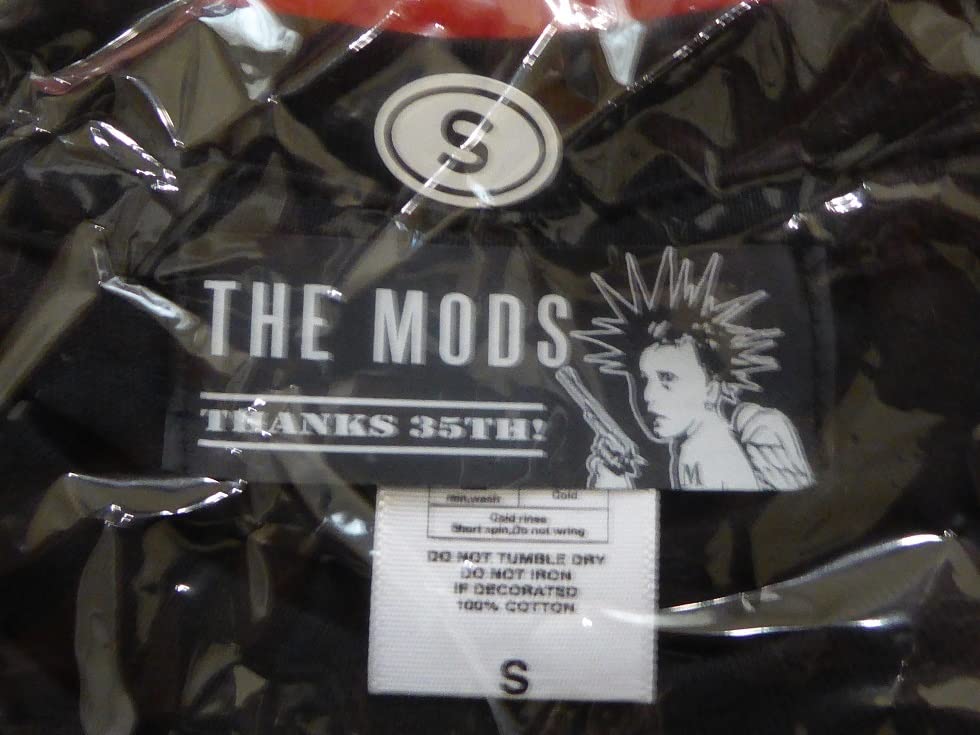 S
THE MODS
THANKS 35TH!
M
Cold
Cold rinse
Short spin,Do not wring
DO NOT TUMBLE DRY
DO NOT IRON
IF DECORATED
100% COTTON
S